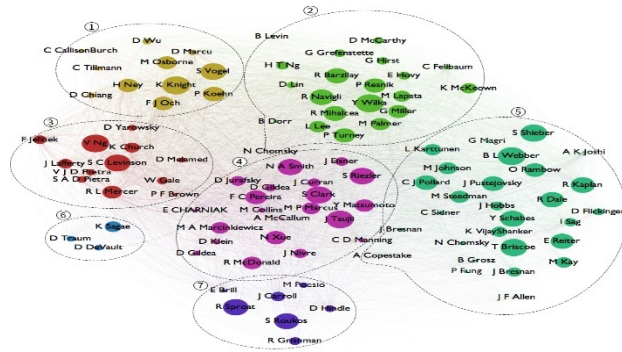 ①
D Wu
C CallisonBurch
D Marcu
M Osborne
C Tillmann
S Vogel
H Ney
K Knight
D Chiang
P Koehn
F J Och
②
B Levin
D McCarthy
G Grefenstette
G Hirst
H T Ng
C Fellbaum
R Barzilay
P Resnik
E Hovy
D Lin
K McKeown
R Navigli
Y Wilks
M Lapata
R Mihalcea
G Miller
B Dorr
L Lee
M Palmer
P Turney
③
D Yarowsky
F Jelinek
V Ng
K Church
J Lafferty
S C Levinson
D Melamed
V J D Pietra
S A D Pietra
W Gale
R L Mercer
P F Brown
④
N Chomsky
N A Smith
J Eisner
S Riezler
D Jurafsky
D Gildea
J Curran
F C Pereira
S Clark
E CHARNIAK
M Collins
M P Marcus
Y Matsumoto
A McCallum
J Tsujii
M A Marcinkiewicz
D Klein
N Xue
C D Manning
D Gildea
J Nivre
R McDonald
A Copestake
J Bresnan
⑤
S Shieber
G Magri
L Karttunen
B L Webber
A K Joshi
M Johnson
O Rambow
C J Pollard
J Pustejovsky
R Kaplan
M Steedman
R Dale
J Hobbs
C Sidner
Y Schabes
D Flickinger
I Sag
K VijayShanker
N Chomsky
T Briscoe
E Reiter
B Grosz
M Kay
P Fung
J Bresnan
J F Allen
⑥
K Sagae
D Traum
D DeVault
⑦
M Poesio
E Brill
J Carroll
R Sproat
D Hindle
S Roukos
R Grishman